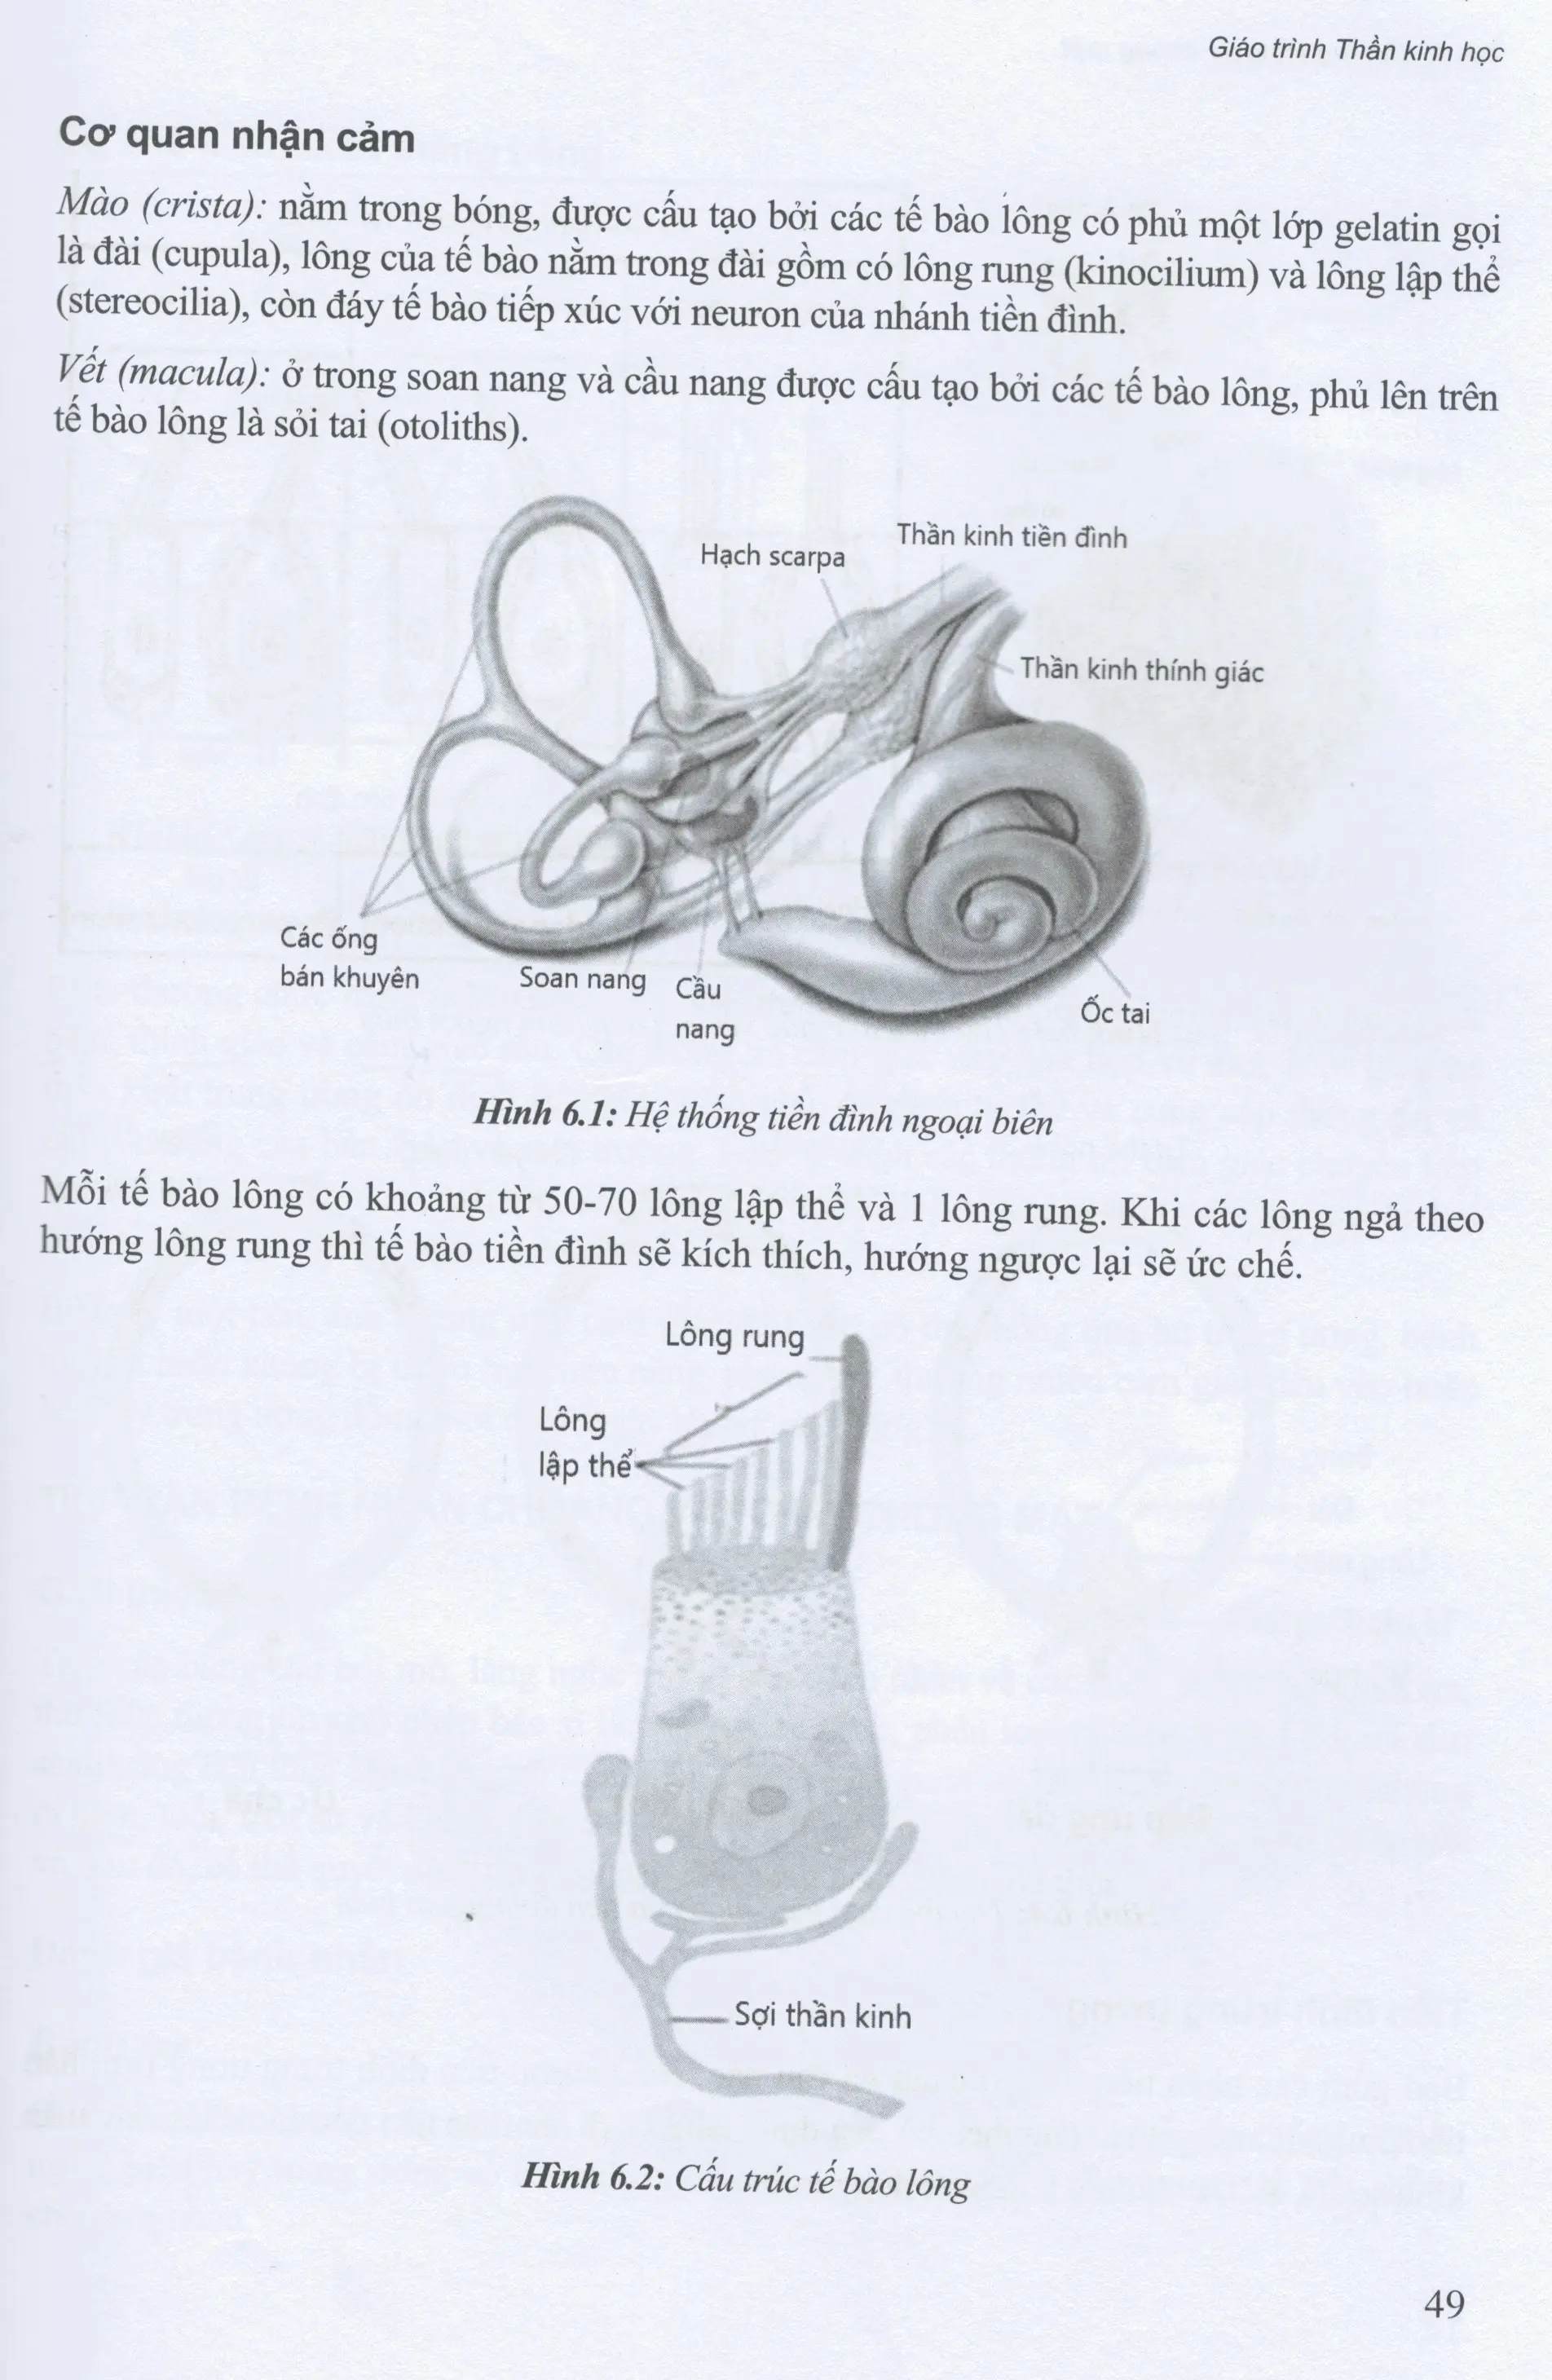 Giáo trình Thần kinh học
Cơ quan nhận cảm
Mào (crista): nằm trong bóng, được cấu tạo bởi các tế bào lông có phủ một lớp gelatin gọi
là đài (cupula), lông của tế bào nằm trong đài gồm có lông rung (kinocilium) và lông lập thể
(stereocilia), còn đáy tế bào tiếp xúc với neuron của nhánh tiền đình.
Vết (macula): ở trong soan nang và cầu nang được cấu tạo bởi các tế bào lông, phủ lên trên
tế bào lông là sỏi tai (otoliths).
Thần kinh tiền đình
Hạch scarpa
Thần kinh thính giác
Các ống
bán khuyên
Soan nang
Cầu
nang
Ốc tai
Hình 6.1: Hệ thống tiền đình ngoại biên
Mỗi tế bào lông có khoảng từ 50-70 lông lập thể và 1 lông rung. Khi các lông ngả theo
hướng lông rung thì tế bào tiền đình sẽ kích thích, hướng ngược lại sẽ ức chế.
Lông rung
Lông
lập thể
Sợi thần kinh
Hình 6.2: Cấu trúc tế bào lông
49